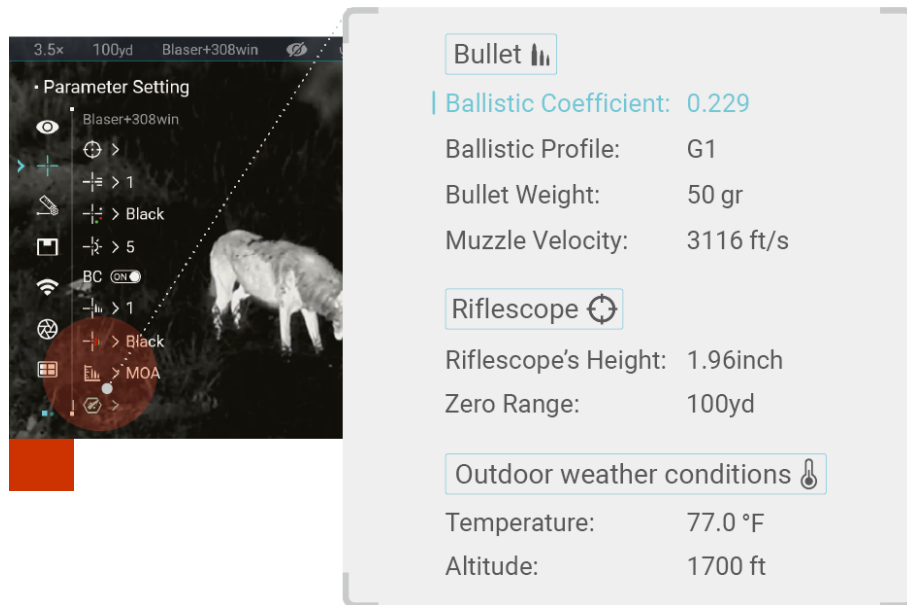 3.5× 100yd Blaser+308win
Parameter Setting
Blaser+308win
> 1
> Black
> 5
BC ON
> 1
> Black
> MOA
>
Bullet
Ballistic Coefficient: 0.229
Ballistic Profile: G1
Bullet Weight: 50 gr
Muzzle Velocity: 3116 ft/s
Riflescope
Riflescope's Height: 1.96inch
Zero Range: 100yd
Outdoor weather conditions
Temperature: 77.0 °F
Altitude: 1700 ft